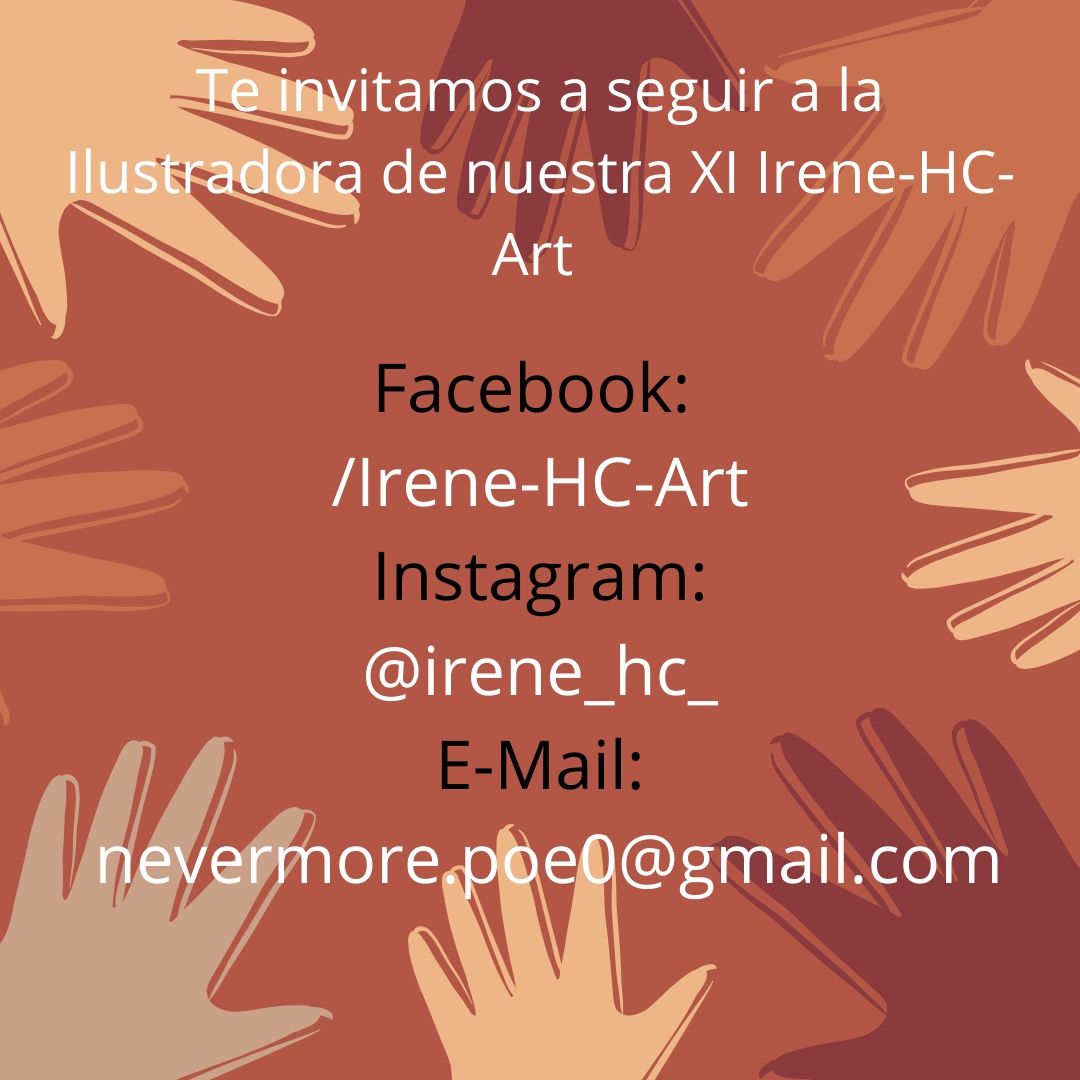 Te invitamos a seguir a la
Ilustradora de nuestra XI Irene-HC-
Art
Facebook:
/Irene-HC-Art
Instagram:
@irene_hc_
E-Mail:
nevermore.poe0@gmail.com